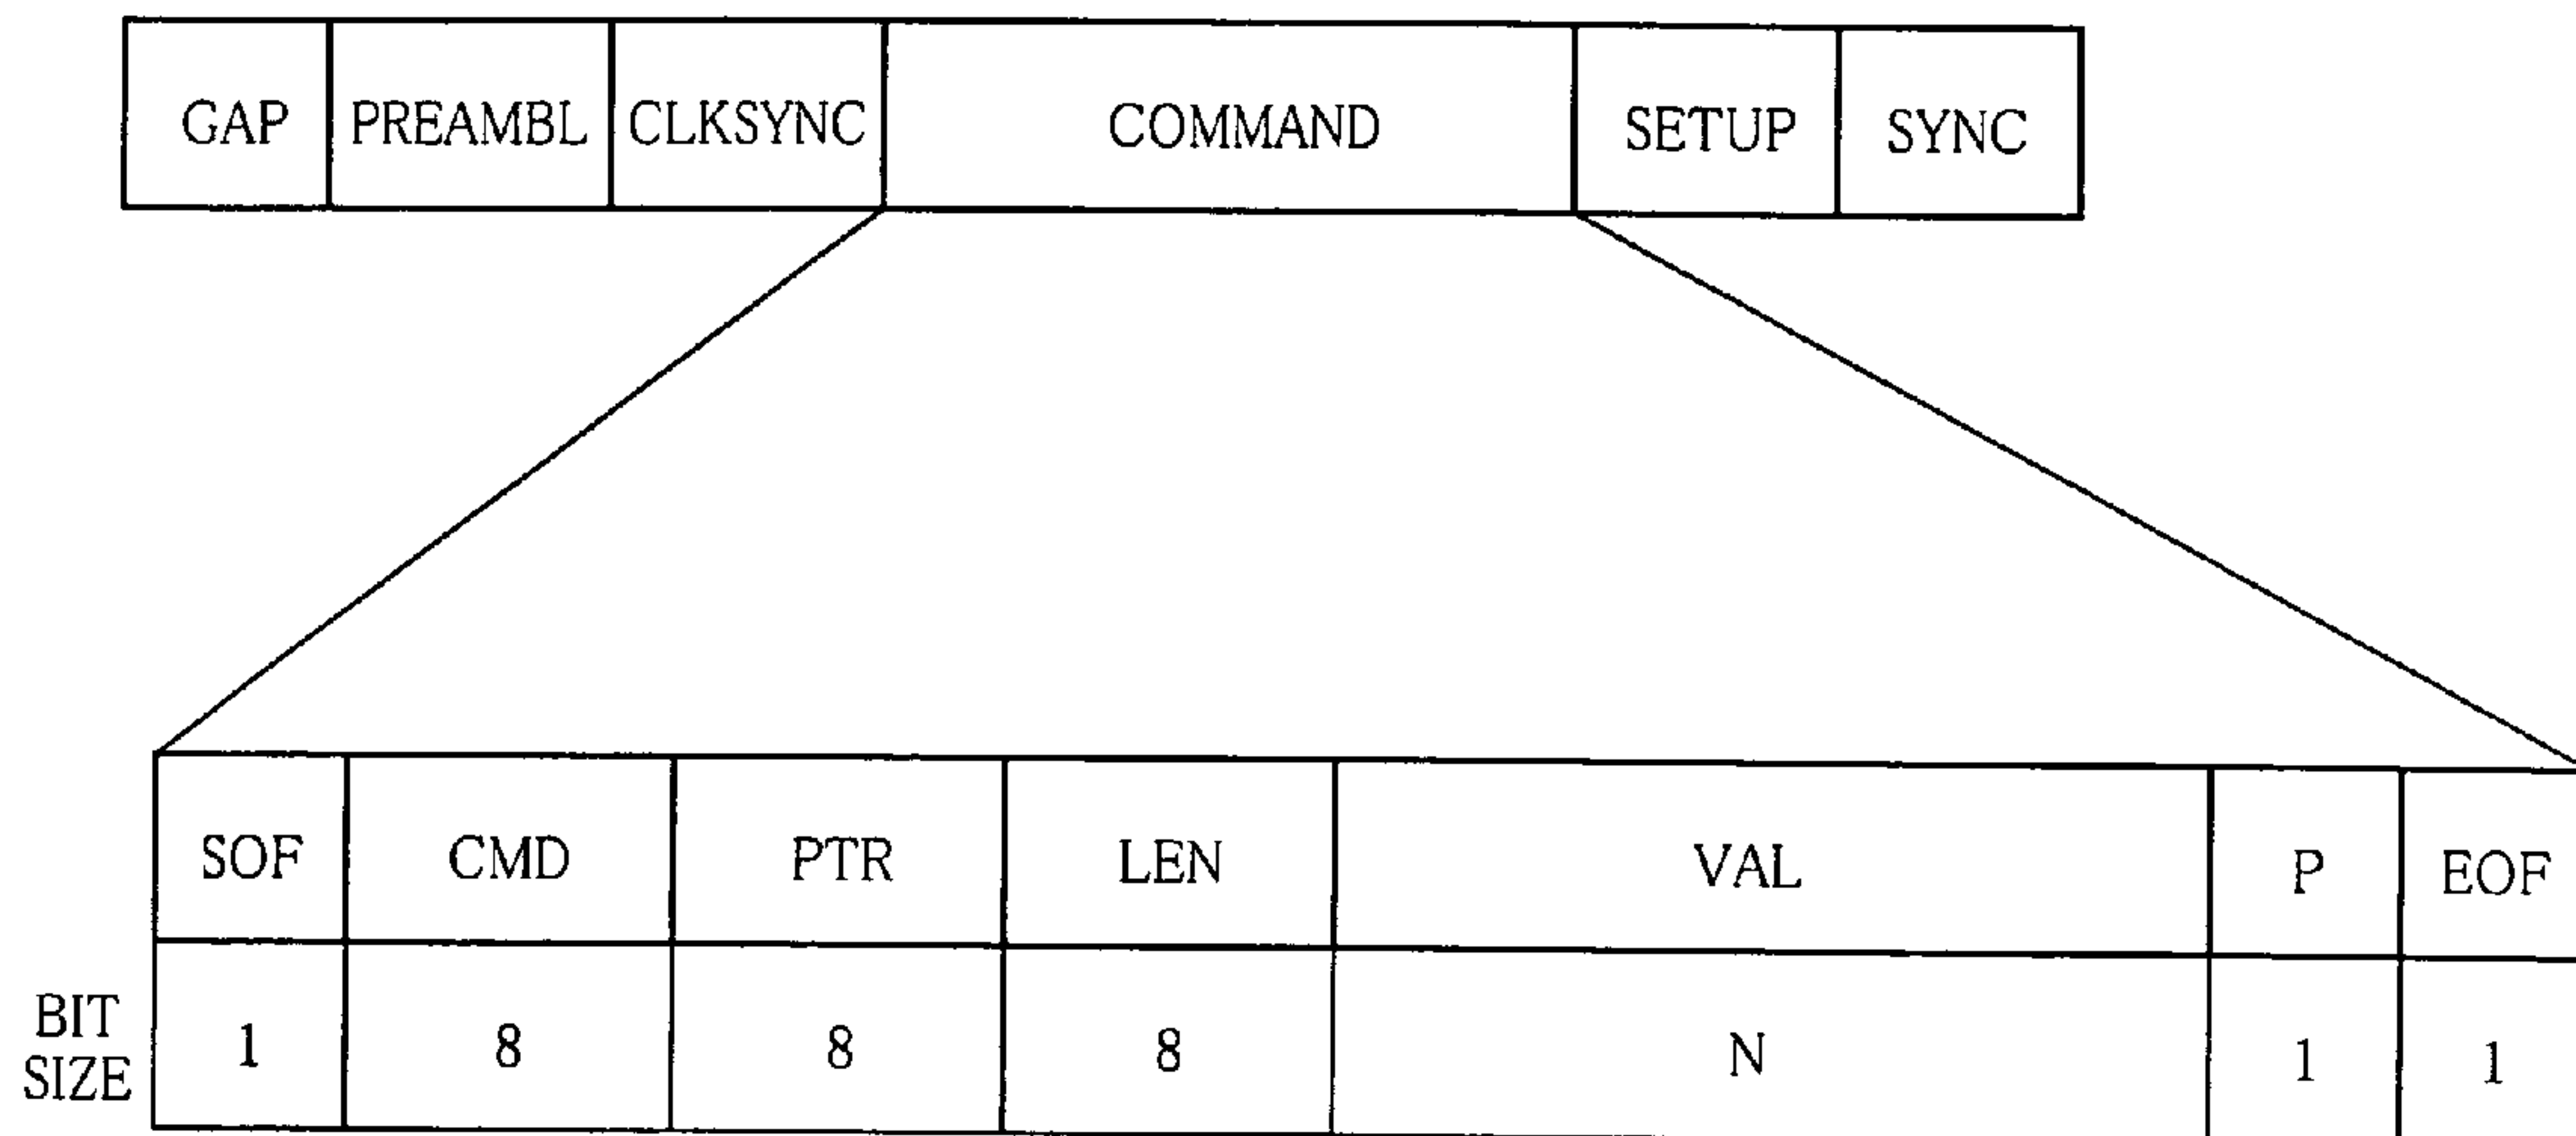 GAP PREAMBL CLKSYNC COMMAND SETUP SYNC
SOF CMD PTR LEN VAL P EOF
BIT
SIZE
1 8 8 8 N 1 1